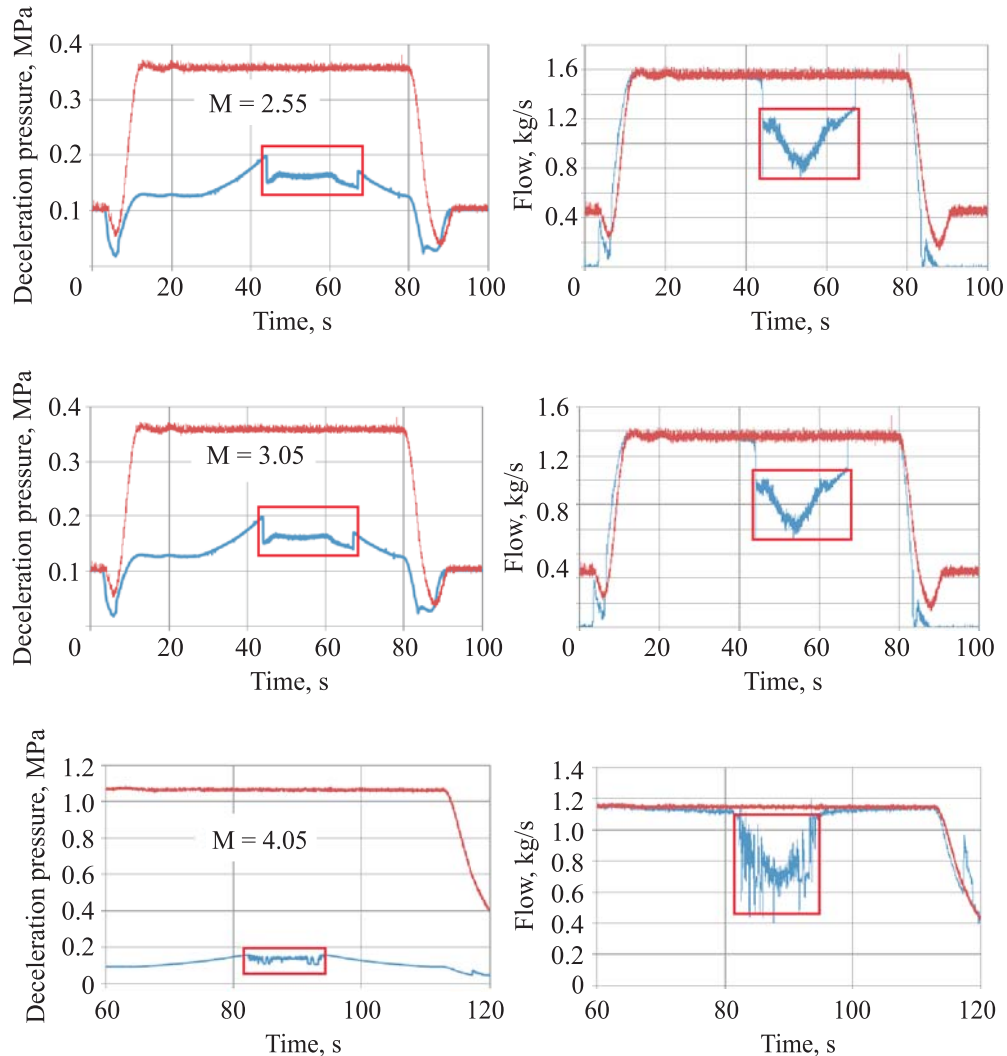 Deceleration pressure, MPa
0.4
0.3
0.2
0.1
M = 2.55
0 20 40 60 80 100
Time, s
Flow, kg/s
1.6
1.2
0.8
0.4
0 20 40 60 80 100
Time, s
Deceleration pressure, MPa
0.4
0.3
0.2
0.1
M = 3.05
0 20 40 60 80 100
Time, s
Flow, kg/s
1.6
1.2
0.8
0.4
0 20 40 60 80 100
Time, s
Deceleration pressure, MPa
1.2
1.0
0.8
0.6
0.4
0.2
0
M = 4.05
60 80 100 120
Time, s
Flow, kg/s
1.4
1.2
1.0
0.8
0.6
0.4
0.2
0
60 80 100 120
Time, s